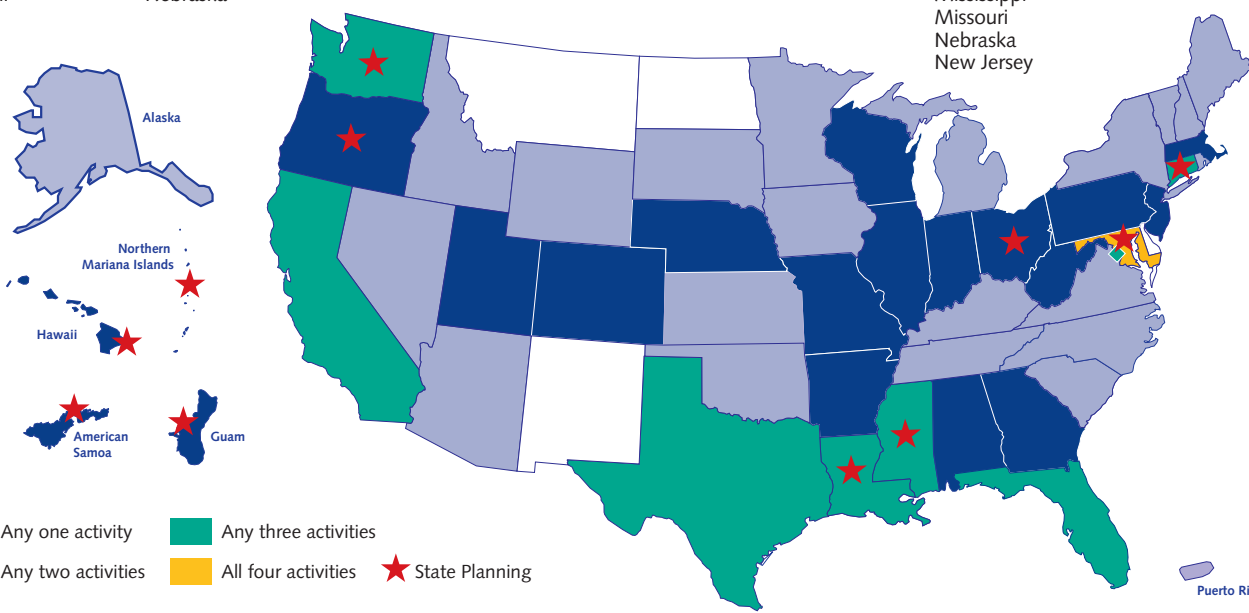 Nebraska
Missouri
Nebraska
New Jersey
Alaska
Northern
Mariana Islands
Hawaii
American
Samoa
Guam
Any one activity
Any three activities
Any two activities
All four activities
State Planning